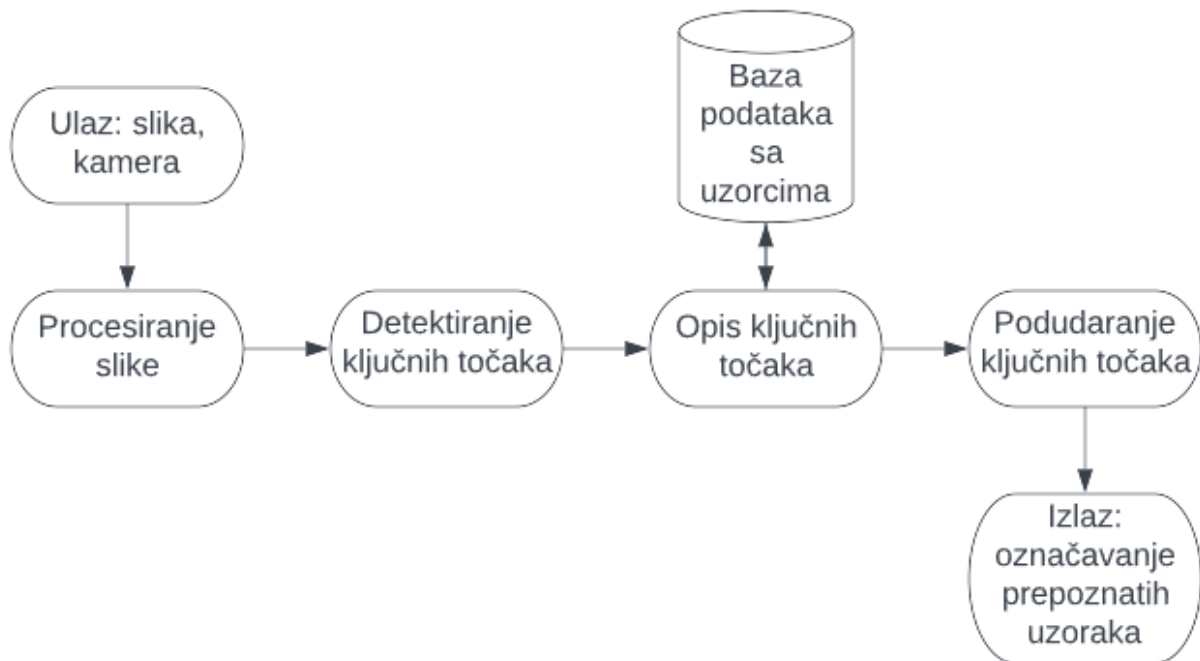 Ulaz: slika,
kamera
Procesiranje
slike
Detektiranje
ključnih točaka
Baza
podataka
sa
uzorcima
Opis ključnih
točaka
Podudaranje
ključnih točaka
Izlaz:
označavanje
prepoznatih
uzoraka